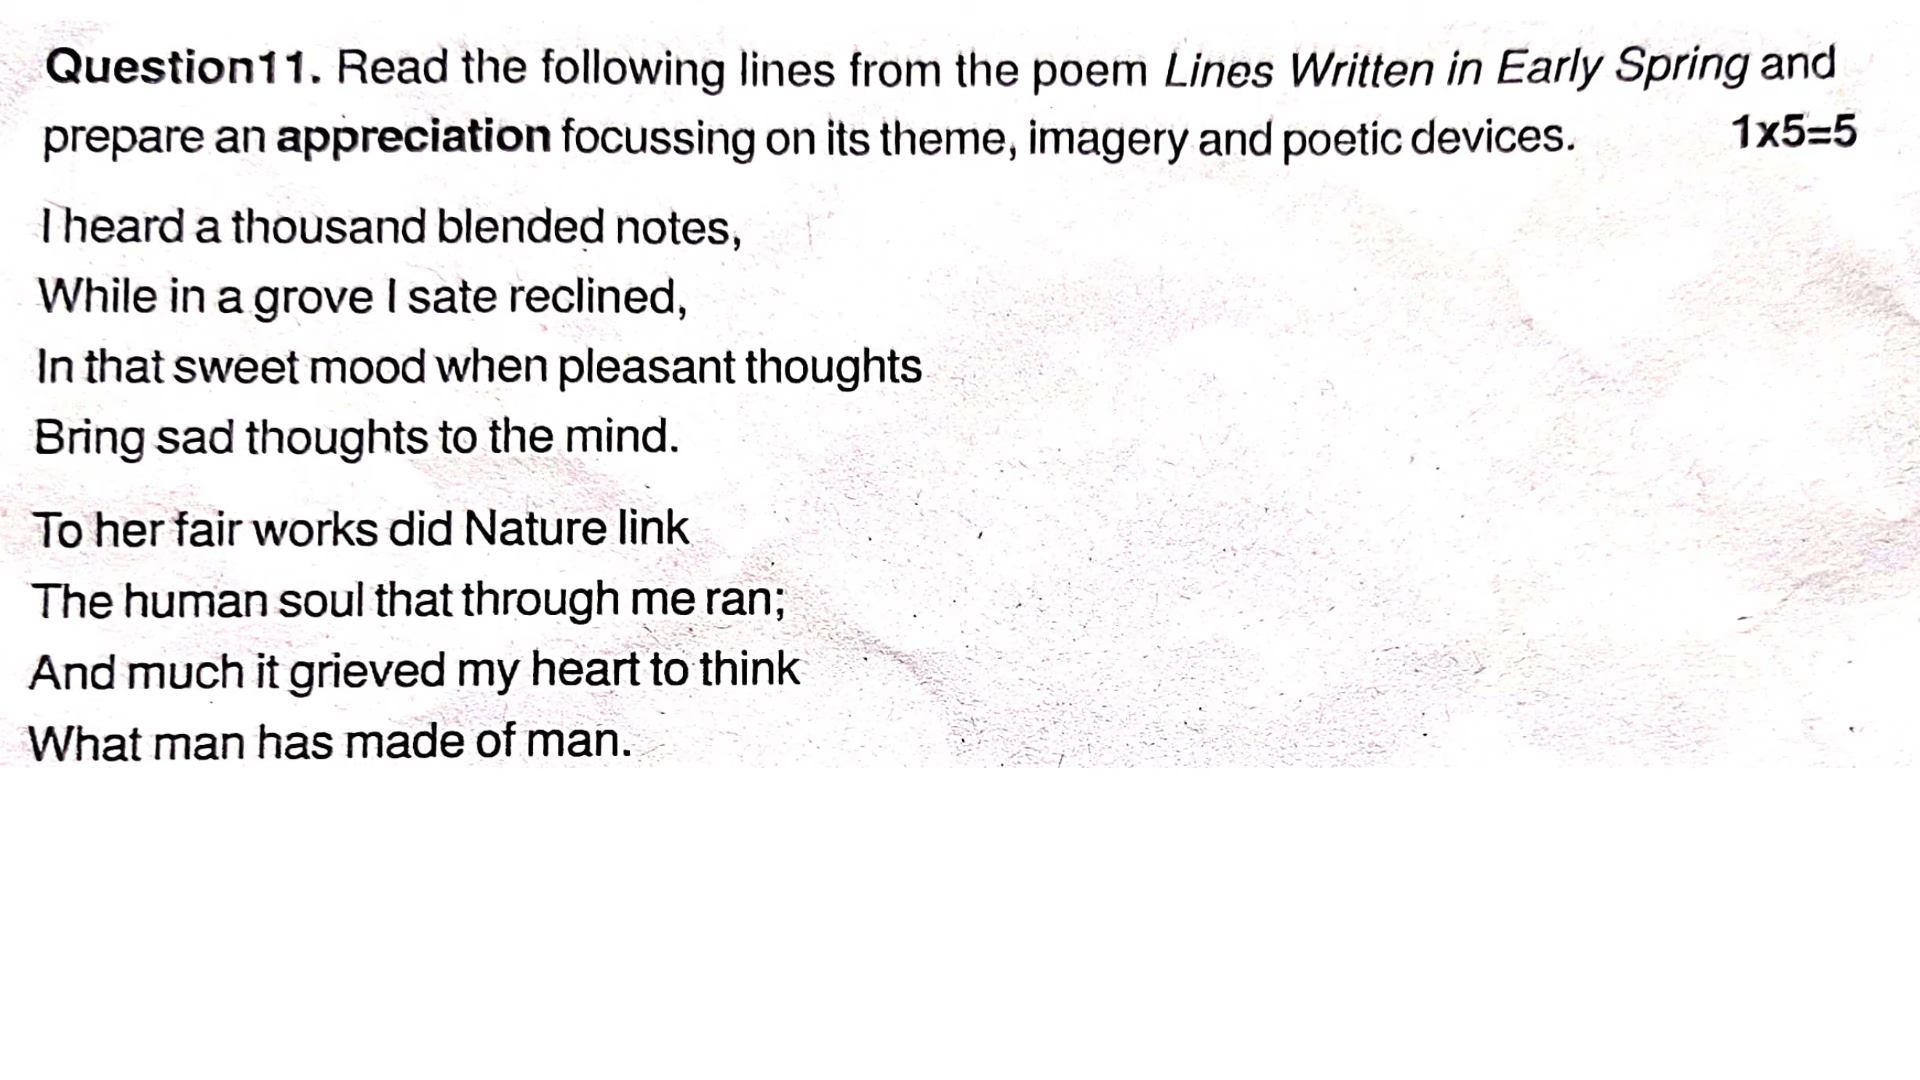 Question11. Read the following lines from the poem Lines Written in Early Spring and
prepare an appreciation focussing on its theme, imagery and poetic devices. 1x5=5
I heard a thousand blended notes,
While in a grove I sate reclined,
In that sweet mood when pleasant thoughts
Bring sad thoughts to the mind.
To her fair works did Nature link
The human soul that through me ran;
And much it grieved my heart to think
What man has made of man.